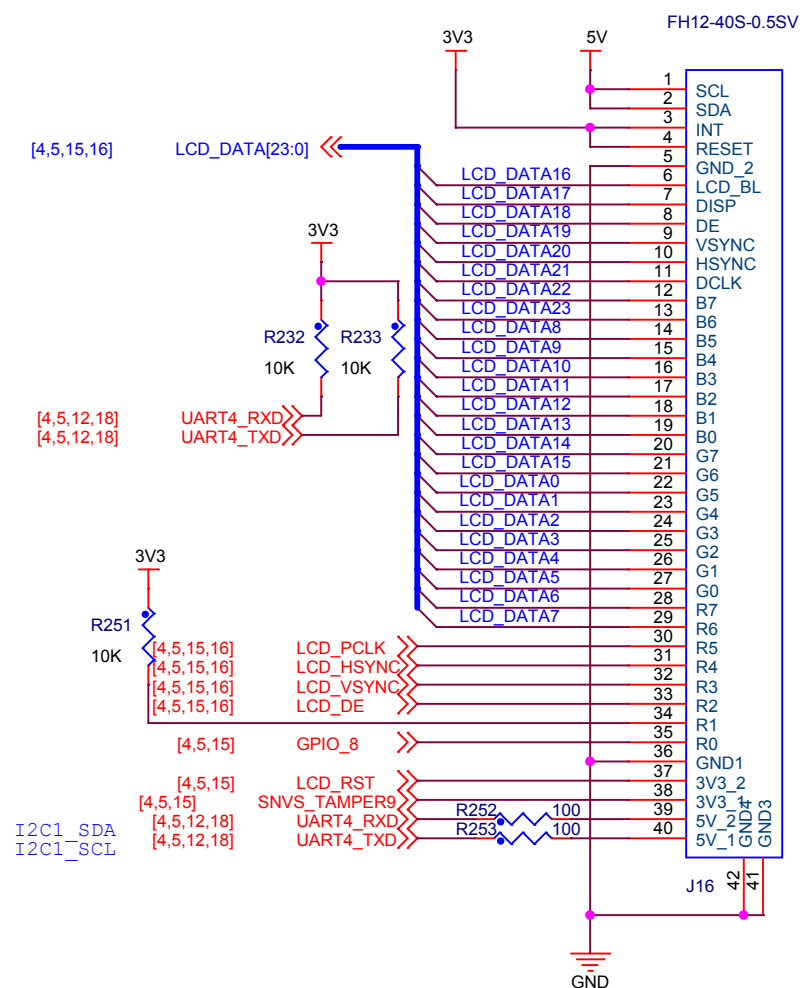 FH12-40S-0.5SV
3V3 5V
1 SCL
2 SDA
3 INT
4 RESET
[4,5,15,16] LCD_DATA[23:0]
5 GND_2
LCD_DATA16 6 LCD_BL
LCD_DATA17 7 DISP
LCD_DATA18 8 DE
LCD_DATA19 9 VSYNC
3V3
LCD_DATA20 10 HSYNC
LCD_DATA21 11 DCLK
LCD_DATA22 12 B7
LCD_DATA23 13 B6
R232 R233 LCD_DATA8 14 B5
LCD_DATA9 15 B4
10K 10K LCD_DATA10 16 B3
LCD_DATA11 17 B2
LCD_DATA12 18 B1
[4,5,12,18] UART4_RXD LCD_DATA13 19 B0
[4,5,12,18] UART4_TXD LCD_DATA14 20 G7
LCD_DATA15 21 G6
LCD_DATA0 22 G5
LCD_DATA1 23 G4
LCD_DATA2 24 G3
LCD_DATA3 25 G2
3V3 LCD_DATA4 26 G1
LCD_DATA5 27 G0
LCD_DATA6 28 R7
R251 LCD_DATA7 29 R6
10K [4,5,15,16] LCD_PCLK 30 R5
[4,5,15,16] LCD_HSYNC 31 R4
[4,5,15,16] LCD_VSYNC 32 R3
[4,5,15,16] LCD_DE 33 R2
34 R1
[4,5,15] GPIO_8 35 R0
36 GND1
[4,5,15] LCD_RST 37 3V3_2
[4,5,15] SNVS_TAMPER9 38 3V3_1
I2C1_SDA [4,5,12,18] UART4_RXD R252 100 39 5V_2
I2C1_SCL [4,5,12,18] UART4_TXD R253 100 40 5V_1
GND4 GND3
J16 42 41
GND